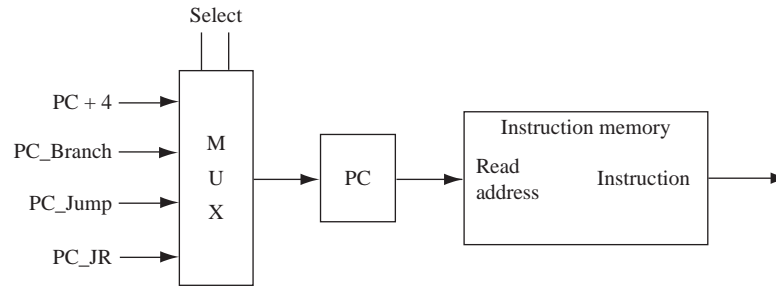 Select
PC + 4
PC_Branch
PC_Jump
PC_JR
M
U
X
PC
Instruction memory
Read
address
Instruction